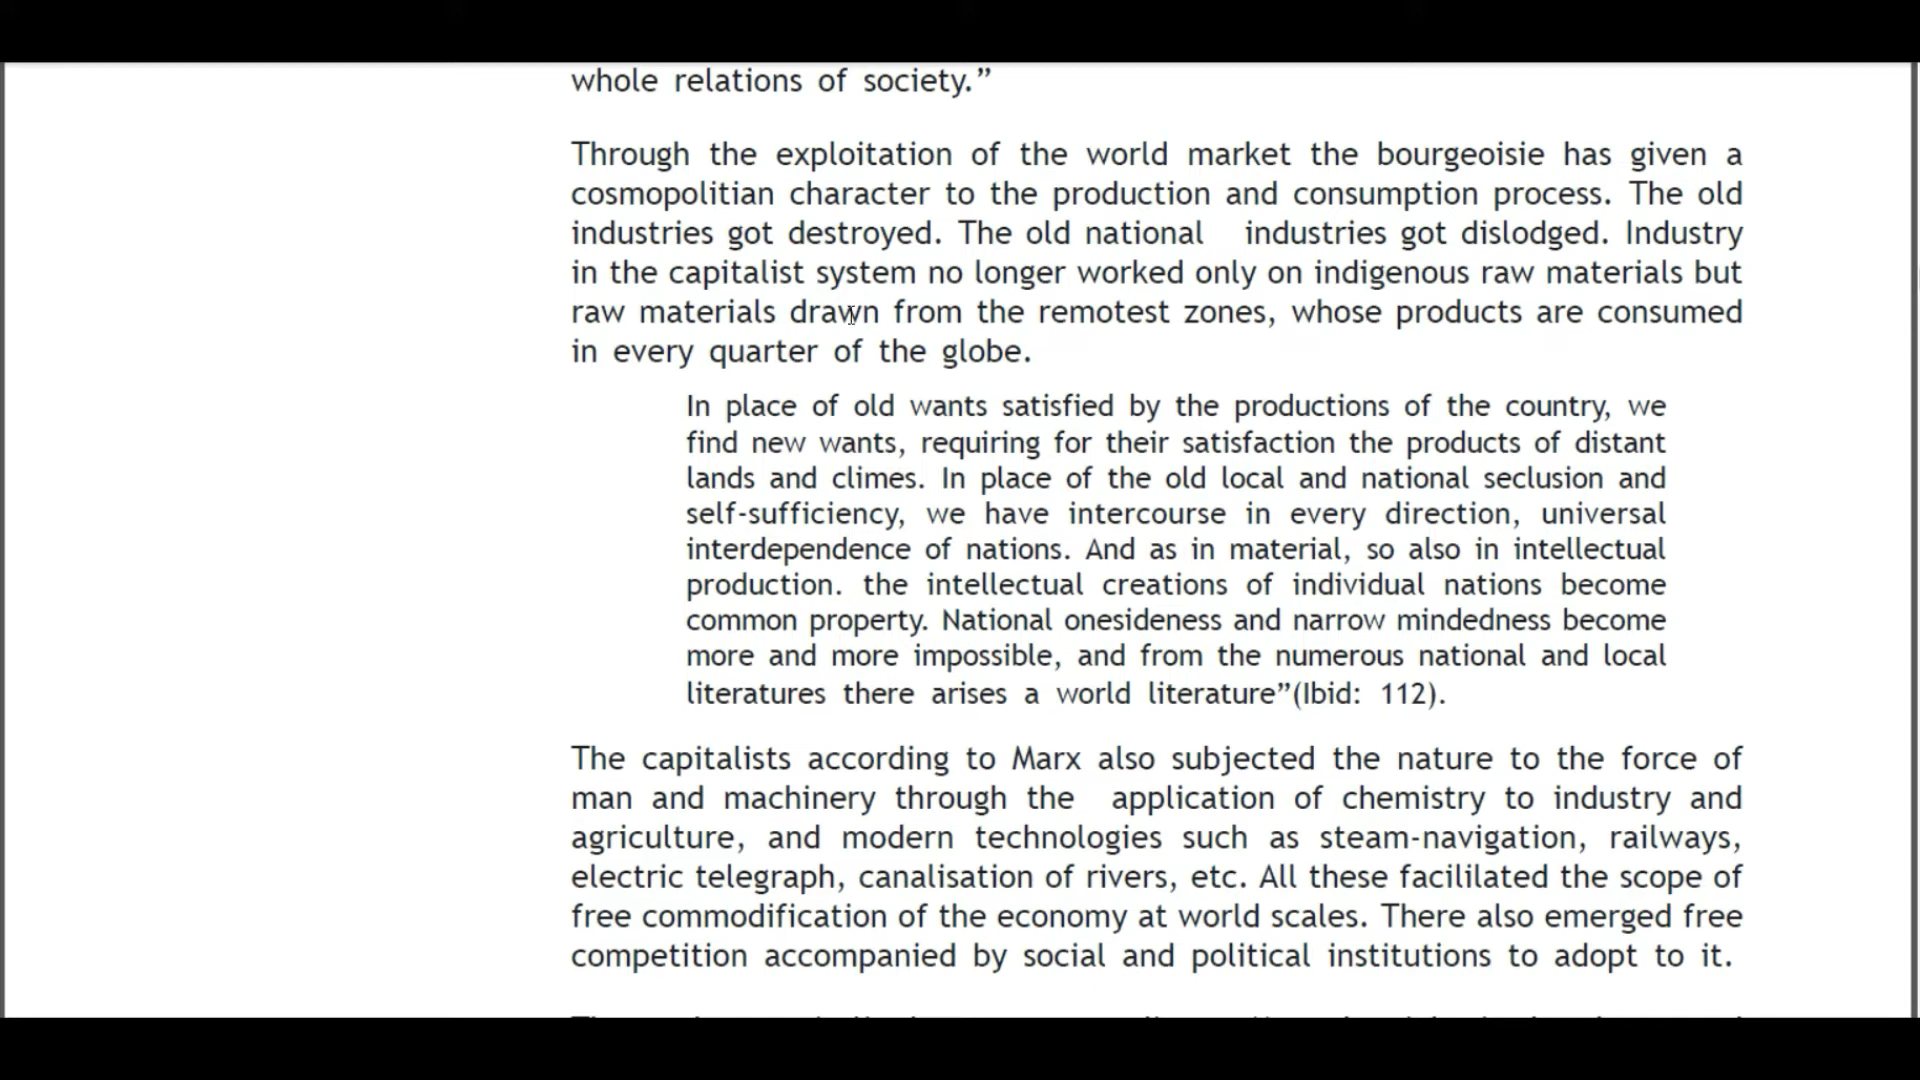 whole relations of society.”
Through the exploitation of the world market the bourgeoisie has given a
cosmopolitian character to the production and consumption process. The old
industries got destroyed. The old national industries got dislodged. Industry
in the capitalist system no longer worked only on indigenous raw materials but
raw materials drawn from the remotest zones, whose products are consumed
in every quarter of the globe.
In place of old wants satisfied by the productions of the country, we
find new wants, requiring for their satisfaction the products of distant
lands and climes. In place of the old local and national seclusion and
self-sufficiency, we have intercourse in every direction, universal
interdependence of nations. And as in material, so also in intellectual
production. the intellectual creations of individual nations become
common property. National onesideness and narrow mindedness become
more and more impossible, and from the numerous national and local
literatures there arises a world literature”(Ibid: 112).
The capitalists according to Marx also subjected the nature to the force of
man and machinery through the application of chemistry to industry and
agriculture, and modern technologies such as steam-navigation, railways,
electric telegraph, canalisation of rivers, etc. All these facililated the scope of
free commodification of the economy at world scales. There also emerged free
competition accompanied by social and political institutions to adopt to it.